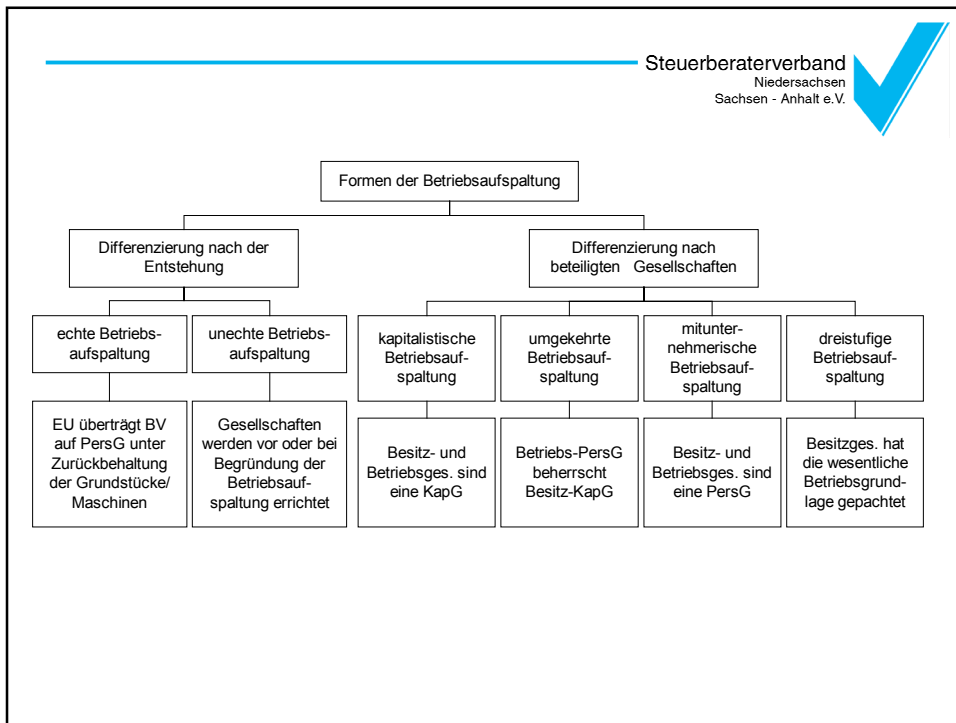 Steuerberaterverband
Niedersachsen
Sachsen - Anhalt e.V.
Formen der Betriebsaufspaltung
Differenzierung nach der
Entstehung
Differenzierung nach
beteiligten Gesellschaften
echte Betriebs-
aufspaltung
unechte Betriebs-
aufspaltung
kapitalistische
Betriebsauf-
spaltung
umgekehrte
Betriebsauf-
spaltung
mitunter-
nehmerische
Betriebsauf-
spaltung
dreistufige
Betriebsauf-
spaltung
EU überträgt BV
auf PersG unter
Zurückbehaltung
der Grundstücke/
Maschinen
Gesellschaften
werden vor oder bei
Begründung der
Betriebsauf-
spaltung errichtet
Besitz- und
Betriebsges. sind
eine KapG
Betriebs-PersG
beherrscht
Besitz-KapG
Besitz- und
Betriebsges. sind
eine PersG
Besitzges. hat
die wesentliche
Betriebsgrund-
lage gepachtet